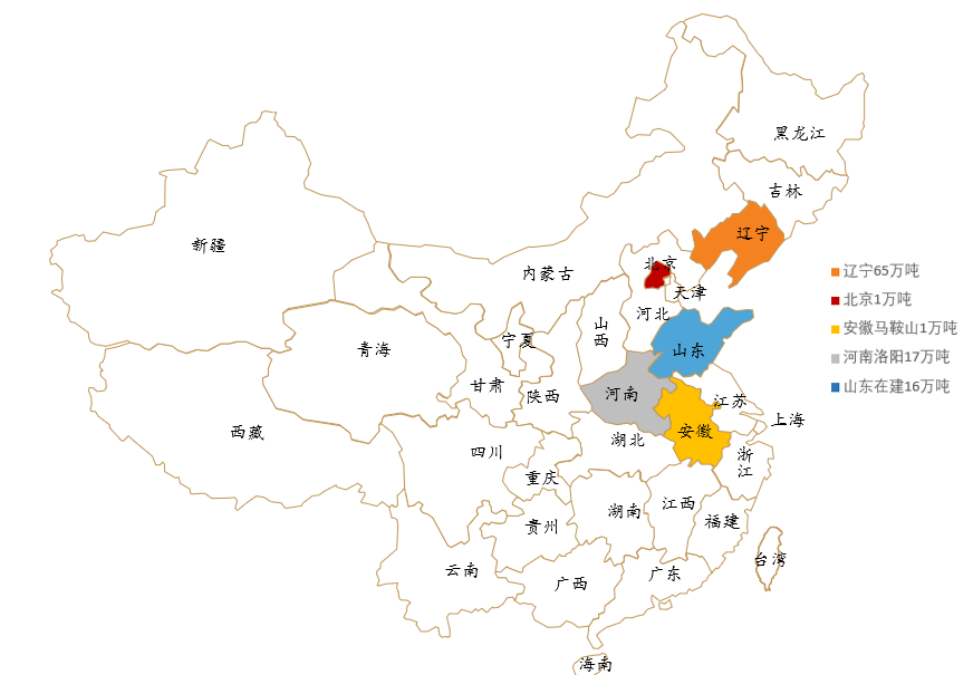 黑龙江
吉林
辽宁
新疆
内蒙古
北京
天津
河北
山西
宁夏
青海
山东
甘肃
陕西
河南
江苏
上海
西藏
安徽
湖北
四川
浙江
重庆
湖南
江西
福建
贵州
台湾
云南
广西
广东
海南
辽宁65万吨
北京1万吨
安徽马鞍山1万吨
河南洛阳17万吨
山东在建16万吨